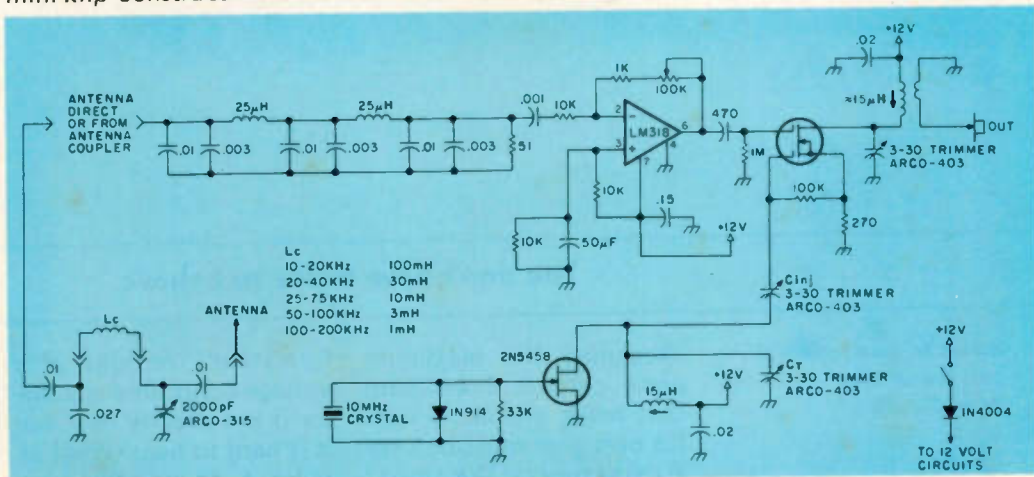 ANTENNA
DIRECT
OR FROM
ANTENNA
COUPLER
25µH
25µH
.01
.003
.01
.003
.01
.003
51
.001
10K
1K
100K
2
3
LM318
6
4
7
470
1M
.02
+12V
≈15µH
OUT
3-30 TRIMMER
ARCO-403
100K
270
10K
.15
+12V
10K
50µF
Lc
10-20KHz 100mH
20-40KHz 30mH
25-75KHz 10mH
50-100KHz 3mH
100-200KHz 1mH
Lc
ANTENNA
.01
.01
.027
2000pF
ARCO-315
10MHz
CRYSTAL
1N914
33K
2N5458
15µH
+12V
.02
Cinj
3-30 TRIMMER
ARCO-403
CT
3-30 TRIMMER
ARCO-403
+12V
1N4004
TO 12 VOLT
CIRCUITS